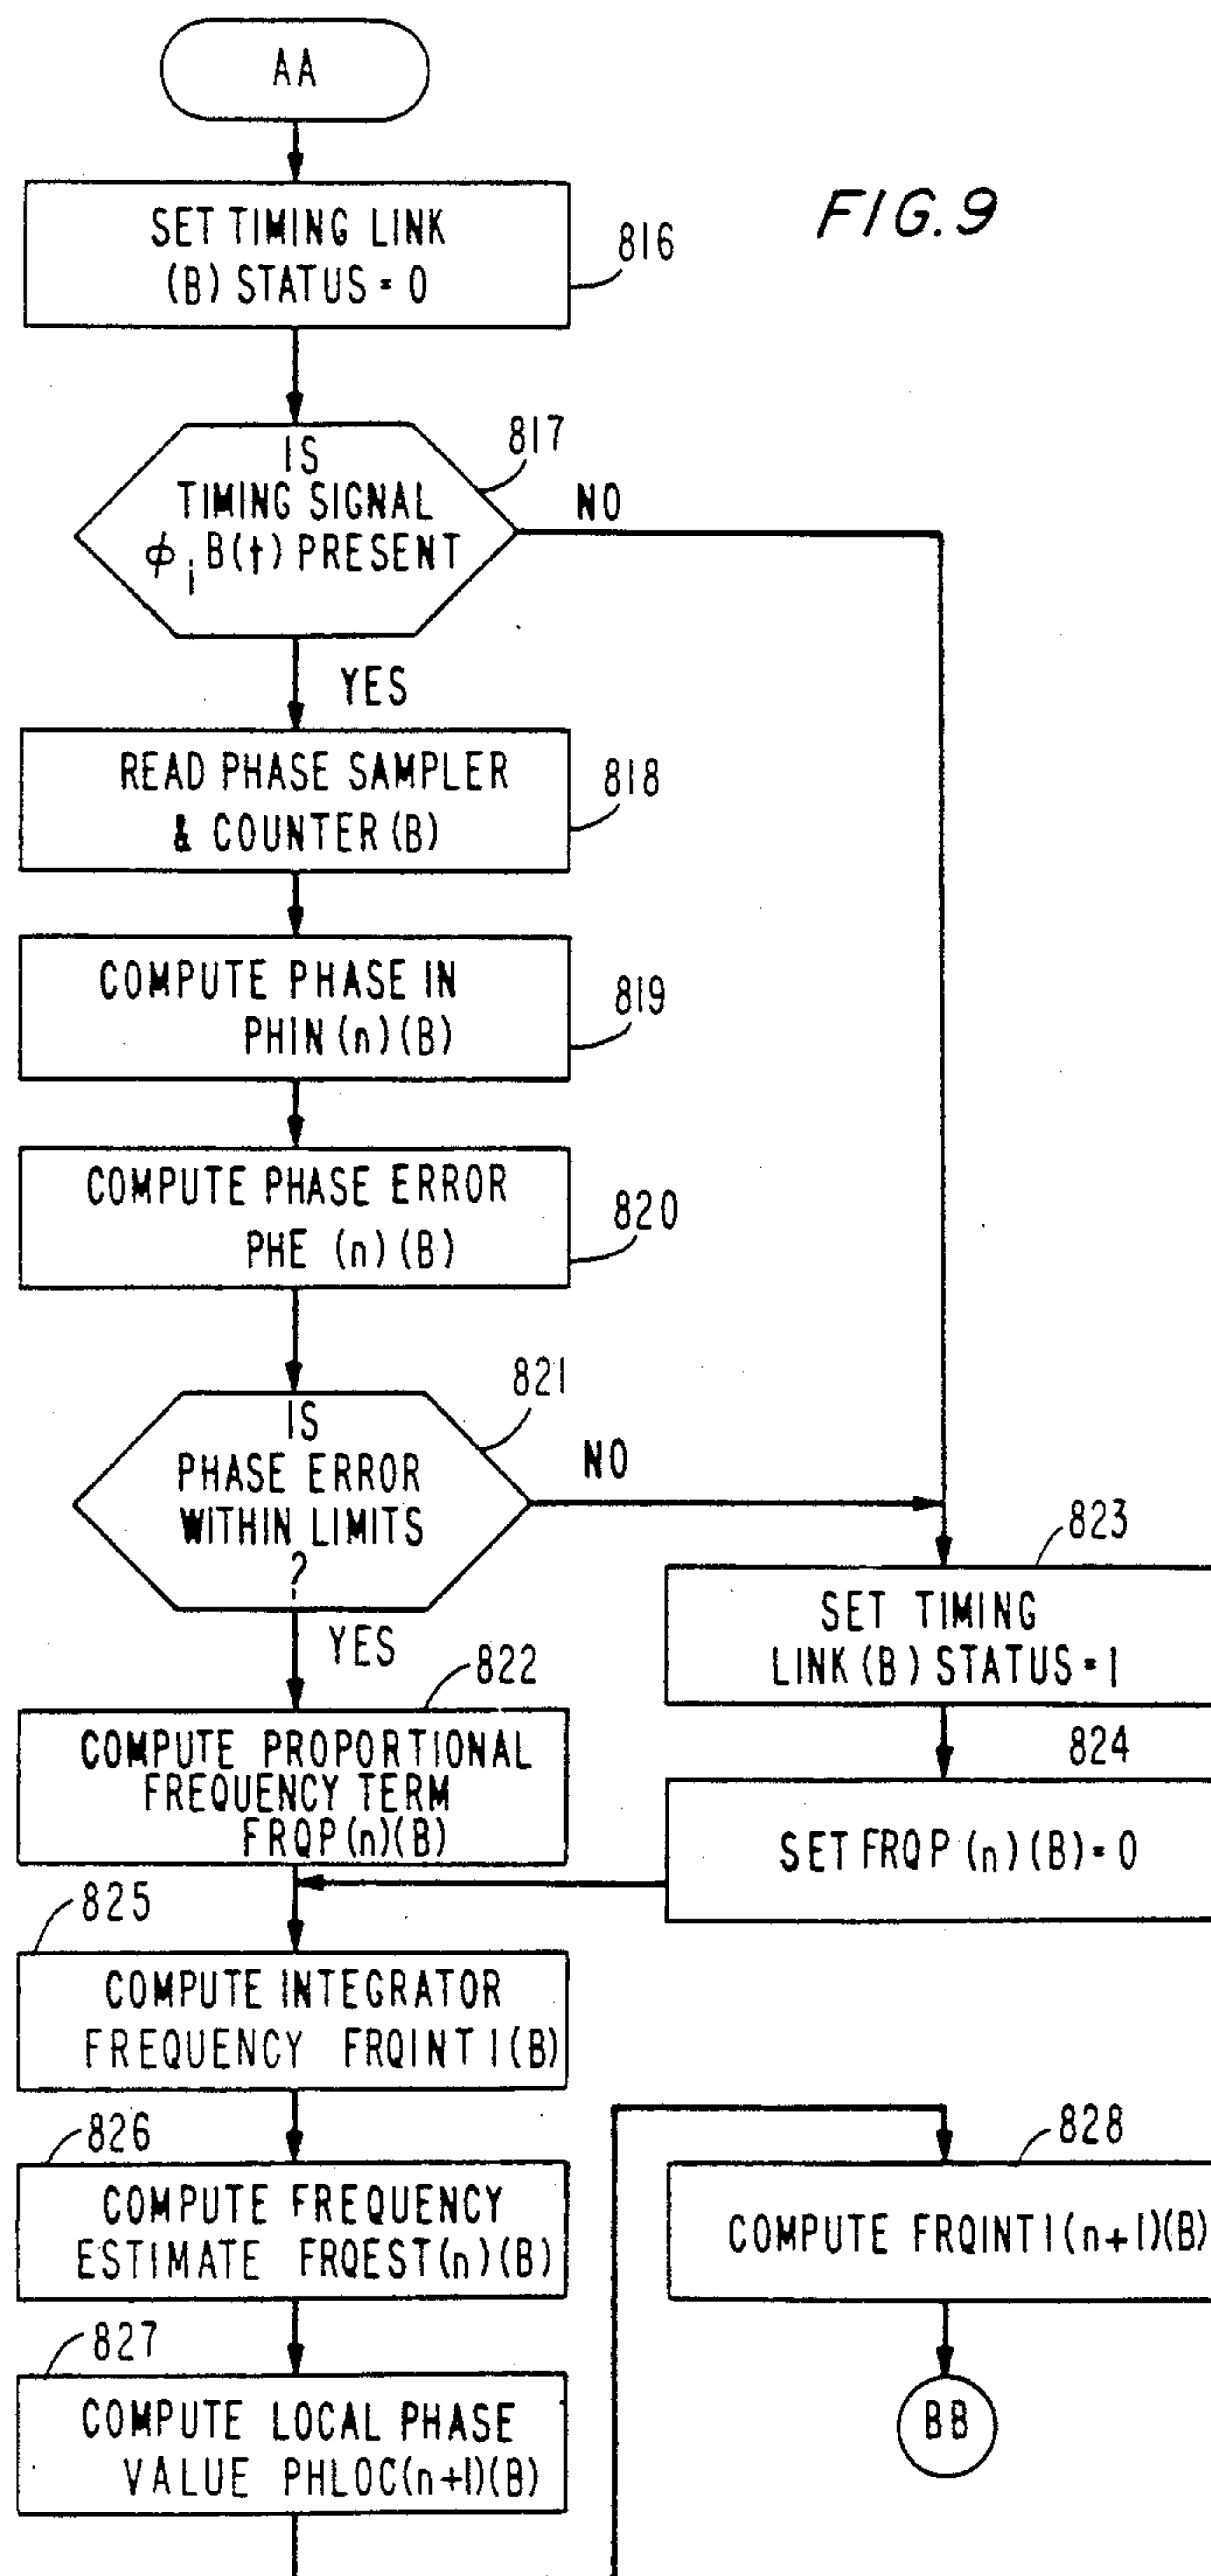 AA
FIG. 9
SET TIMING LINK
(B) STATUS = 0
816
IS
TIMING SIGNAL
ϕi B(t) PRESENT
817
NO
YES
READ PHASE SAMPLER
& COUNTER (B)
818
COMPUTE PHASE IN
PHIN (n) (B)
819
COMPUTE PHASE ERROR
PHE (n) (B)
820
IS
PHASE ERROR
WITHIN LIMITS
?
821
NO
YES
823
SET TIMING
LINK (B) STATUS = 1
822
COMPUTE PROPORTIONAL
FREQUENCY TERM
FRQP (n) (B)
824
SET FRQP (n) (B) = 0
825
COMPUTE INTEGRATOR
FREQUENCY FRQINT 1 (B)
826
COMPUTE FREQUENCY
ESTIMATE FRQEST (n) (B)
827
COMPUTE LOCAL PHASE
VALUE PHLOC (n+1) (B)
828
COMPUTE FRQINT 1 (n+1) (B)
BB